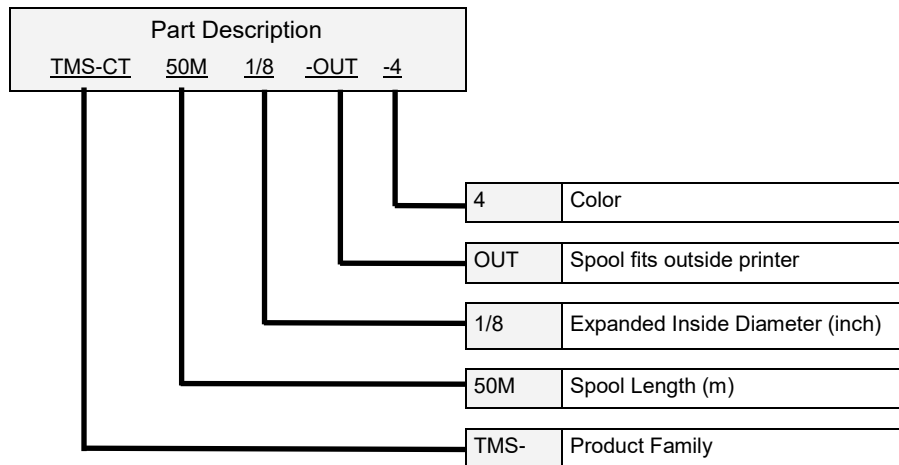 Part Description
TMS-CT 50M 1/8 -OUT -4
4 Color
OUT Spool fits outside printer
1/8 Expanded Inside Diameter (inch)
50M Spool Length (m)
TMS- Product Family